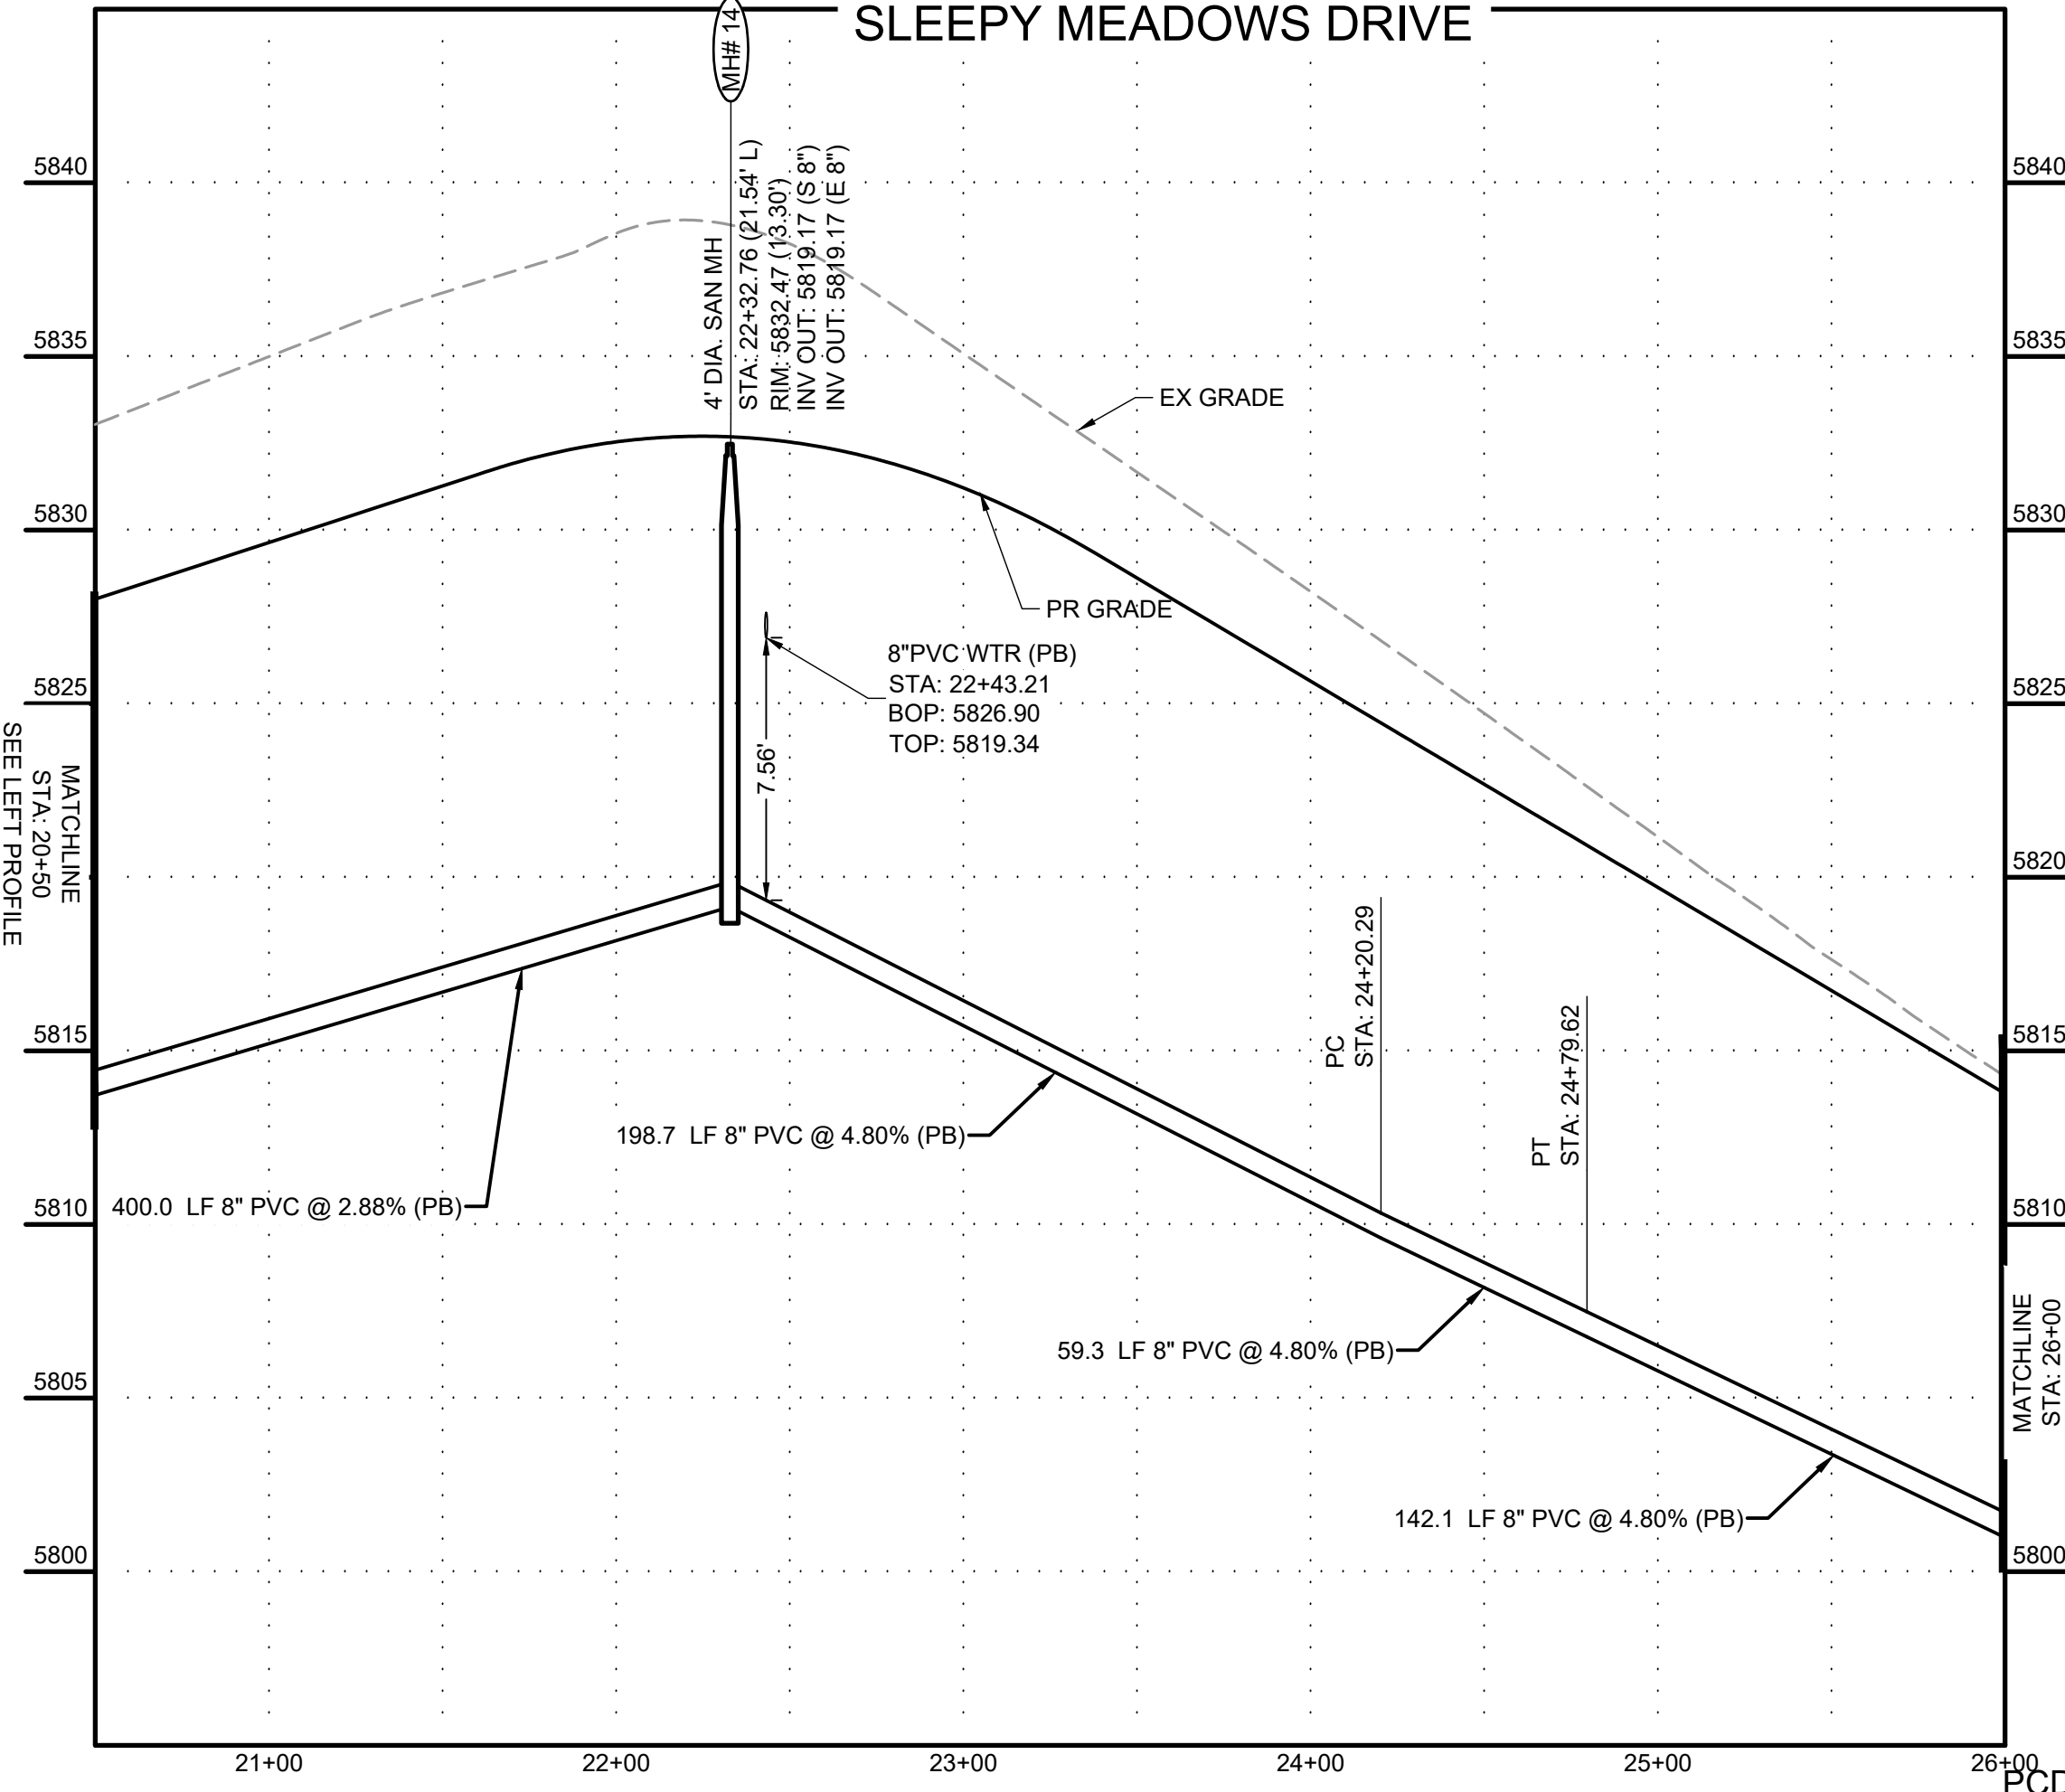 SLEEPY MEADOWS DRIVE
MH# 14
4' DIA. SAN MH
STA: 22+32.76 (21.54' L)
RIM: 5832.47 (13.30')
INV OUT: 5819.17 (S 8")
INV OUT: 5819.17 (E 8")
5840
5835
5830
5825
5820
5815
5810
5805
5800
5840
5835
5830
5825
5815
5810
5805
5800
EX GRADE
PR GRADE
8"PVC WTR (PB)
STA: 22+43.21
BOP: 5826.90
TOP: 5819.34
7.56'
MATCHLINE
STA: 20+50
SEE LEFT PROFILE
PC
STA: 24+20.29
PT
STA: 24+79.62
198.7 LF 8" PVC @ 4.80% (PB)
400.0 LF 8" PVC @ 2.88% (PB)
59.3 LF 8" PVC @ 4.80% (PB)
142.1 LF 8" PVC @ 4.80% (PB)
MATCHLINE
STA: 26+00
21+00
22+00
23+00
24+00
25+00
26+00